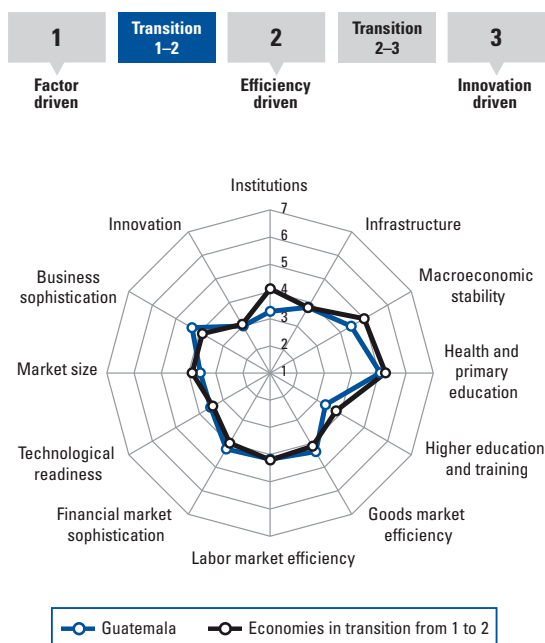 1
Transition
1–2
2
Transition
2–3
3
Factor
driven
Efficiency
driven
Innovation
driven
Institutions
Infrastructure
Macroeconomic
stability
Health and
primary
education
Higher education
and training
Goods market
efficiency
Labor market efficiency
Financial market
sophistication
Technological
readiness
Market size
Business
sophistication
Innovation
7
6
5
4
3
2
1
Guatemala
Economies in transition from 1 to 2